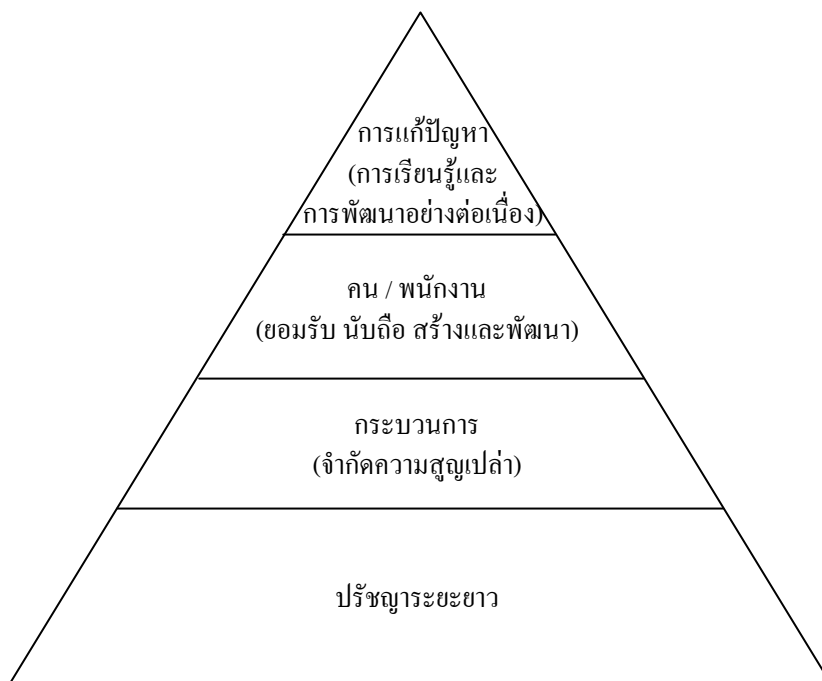 การแก้ปัญหา
(การเรียนรู้และ
การพัฒนาอย่างต่อเนื่อง)
คน / พนักงาน
(ยอมรับ นับถือ สร้างและพัฒนา)
กระบวนการ
(จำกัดความสูญเปล่า)
ปรัชญาระยะยาว